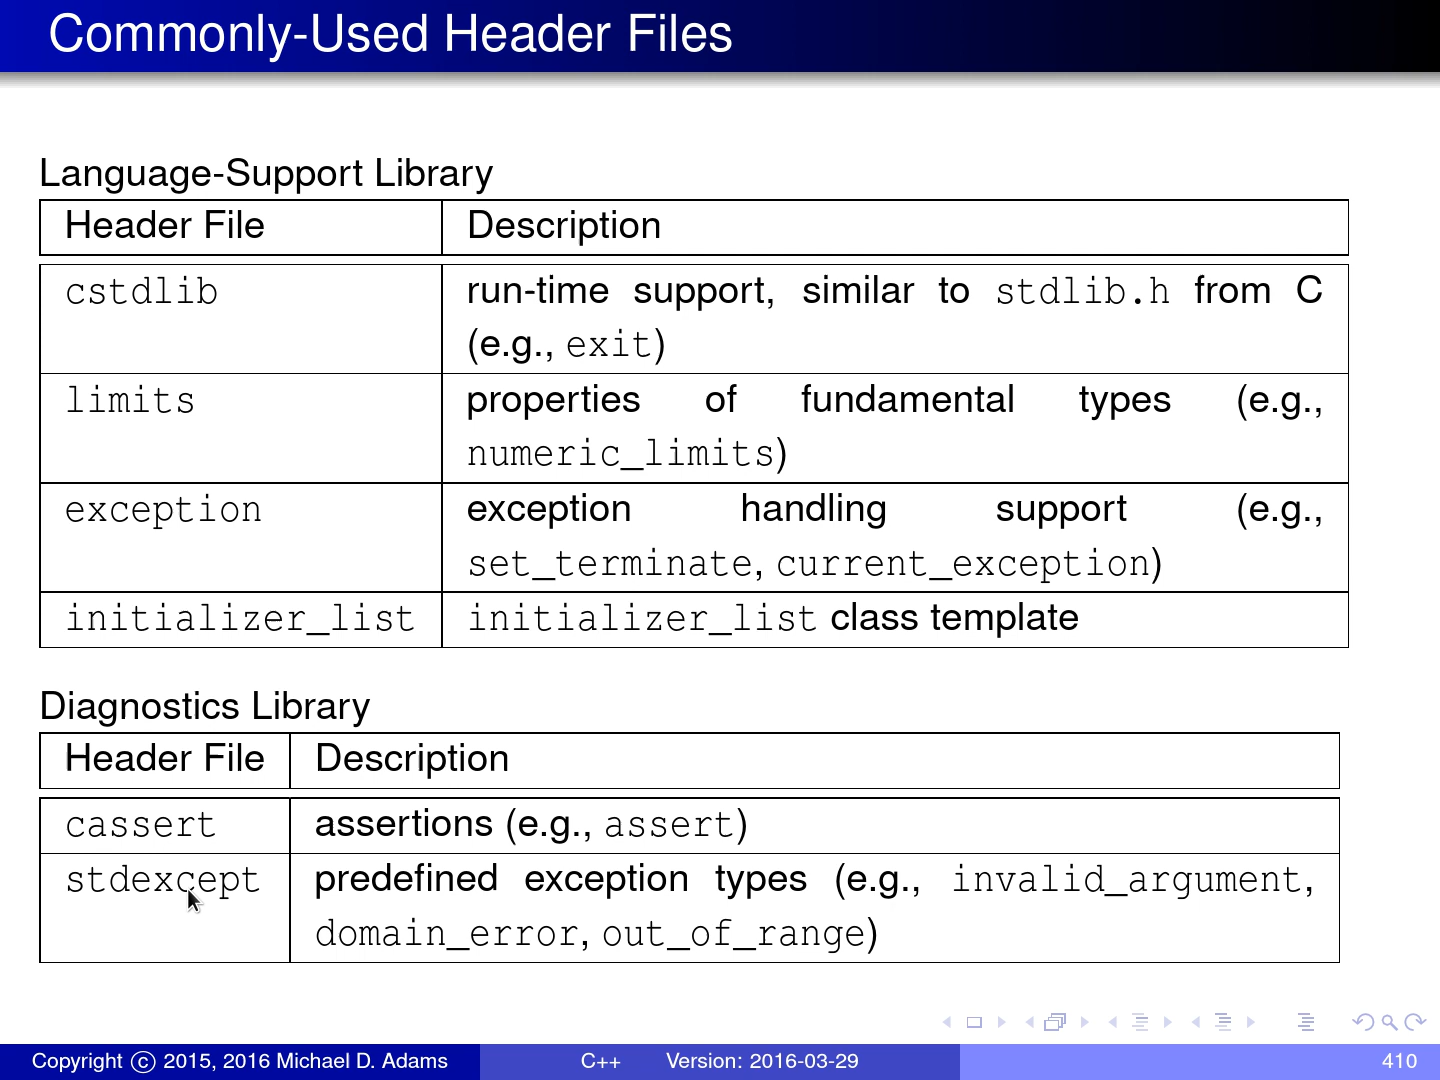 Commonly-Used Header Files
Language-Support Library
Header File Description
cstdlib run-time support, similar to stdlib.h from C
(e.g., exit)
limits properties of fundamental types (e.g.,
numeric_limits)
exception exception handling support (e.g.,
set_terminate, current_exception)
initializer_list initializer_list class template
Diagnostics Library
Header File Description
cassert assertions (e.g., assert)
stdexcept predefined exception types (e.g., invalid_argument,
domain_error, out_of_range)
Copyright © 2015, 2016 Michael D. Adams C++ Version: 2016-03-29 410